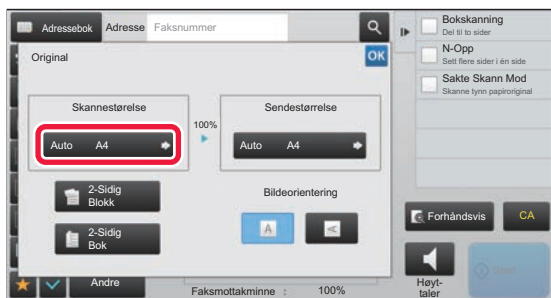 Adressebok
Adresse
Faksnummer
Original
OK
Skannestørelse
Auto A4
100%
Sendestørrelse
Auto A4
2-Sidig
Blokk
2-Sidig
Bok
Bildeorientering
A
A
Andre
Faksmottakminne : 100%
Bokskanning
Del til to sider
N-Opp
Sett flere sider i én side
Sakte Skann Mod
Skanne tynn papiroriginal
Forhåndsvis
CA
Høyt-
taler
Start